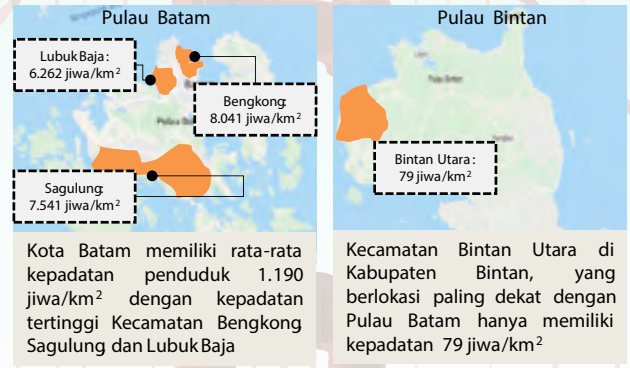 Pulau Batam
Lubuk Baja:
6.262 jiwa/km²
Bengkong:
8.041 jiwa/km²
Sagulung:
7.541 jiwa/km²
Kota Batam memiliki rata-rata
kepadatan penduduk 1.190
jiwa/km² dengan kepadatan
tertinggi Kecamatan Bengkong,
Sagulung dan Lubuk Baja
Pulau Bintan
Pulau Bintan
Bintan Utara:
79 jiwa/km²
Kecamatan Bintan Utara di
Kabupaten Bintan, yang
berlokasi paling dekat dengan
Pulau Batam hanya memiliki
kepadatan 79 jiwa/km²